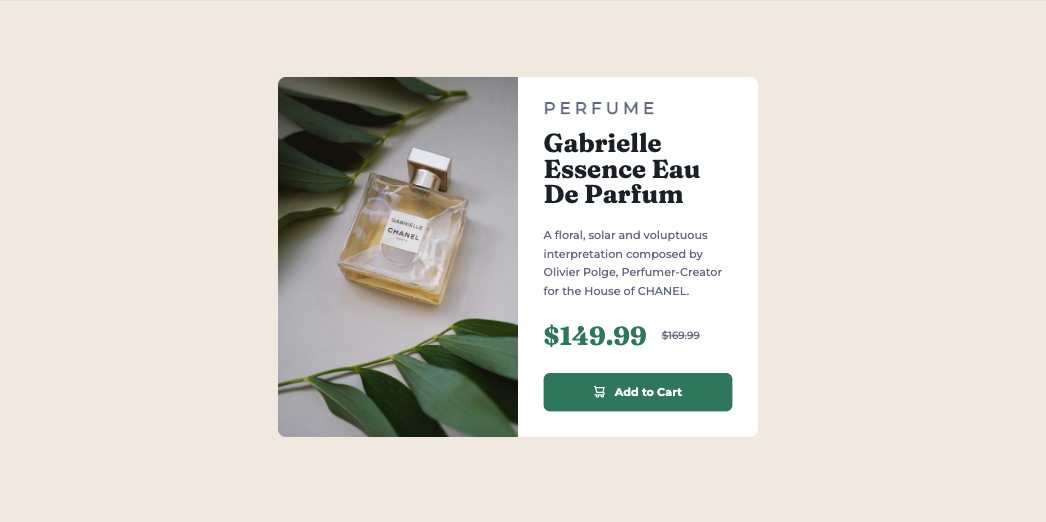 PERFUME
Gabrielle
Essence Eau
De Parfum
A floral, solar and voluptuous
interpretation composed by
Olivier Polge, Perfumer-Creator
for the House of CHANEL.
$149.99 $169.99
Add to Cart
GABRIELLE
CHANEL
PARIS